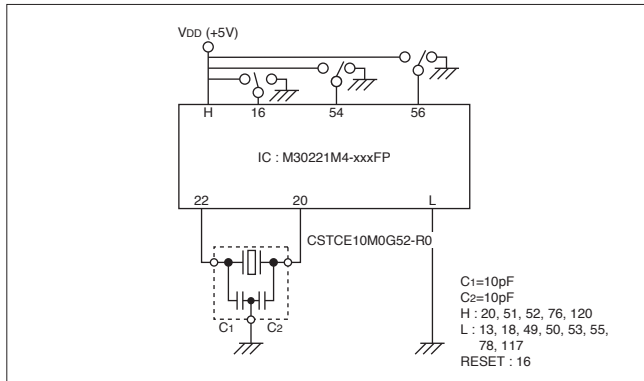 VDD (+5V)
H 16 54 56
IC : M30221M4-xxxFP
22 20 L
CSTCE10M0G52-R0
C1 C2
C1=10pF
C2=10pF
H : 20, 51, 52, 76, 120
L : 13, 18, 49, 50, 53, 55,
78, 117
RESET : 16